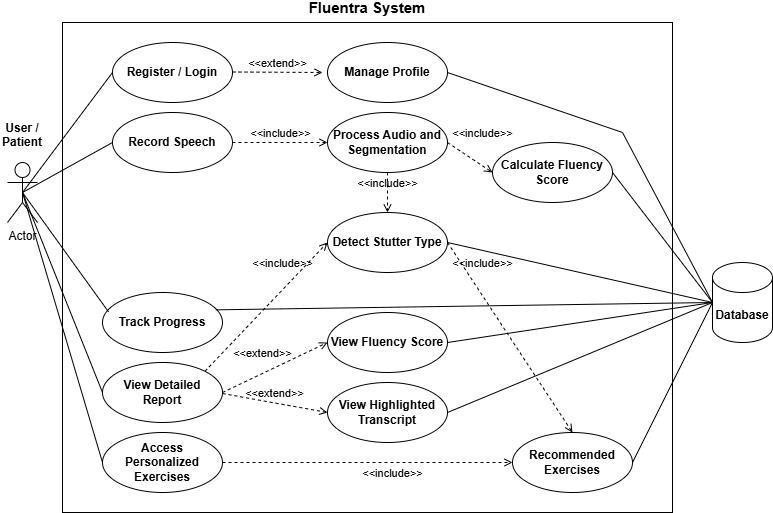 Fluentra System
Register / Login
<<extend>>
Manage Profile
User /
Patient
Record Speech
<<include>>
Process Audio and
Segmentation
<<include>>
Calculate Fluency
Score
<<include>>
Actor
Detect Stutter Type
<<include>>
<<include>>
Track Progress
Database
View Fluency Score
<<extend>>
View Detailed
Report
<<extend>>
View Highlighted
Transcript
Access
Personalized
Exercises
<<include>>
Recommended
Exercises